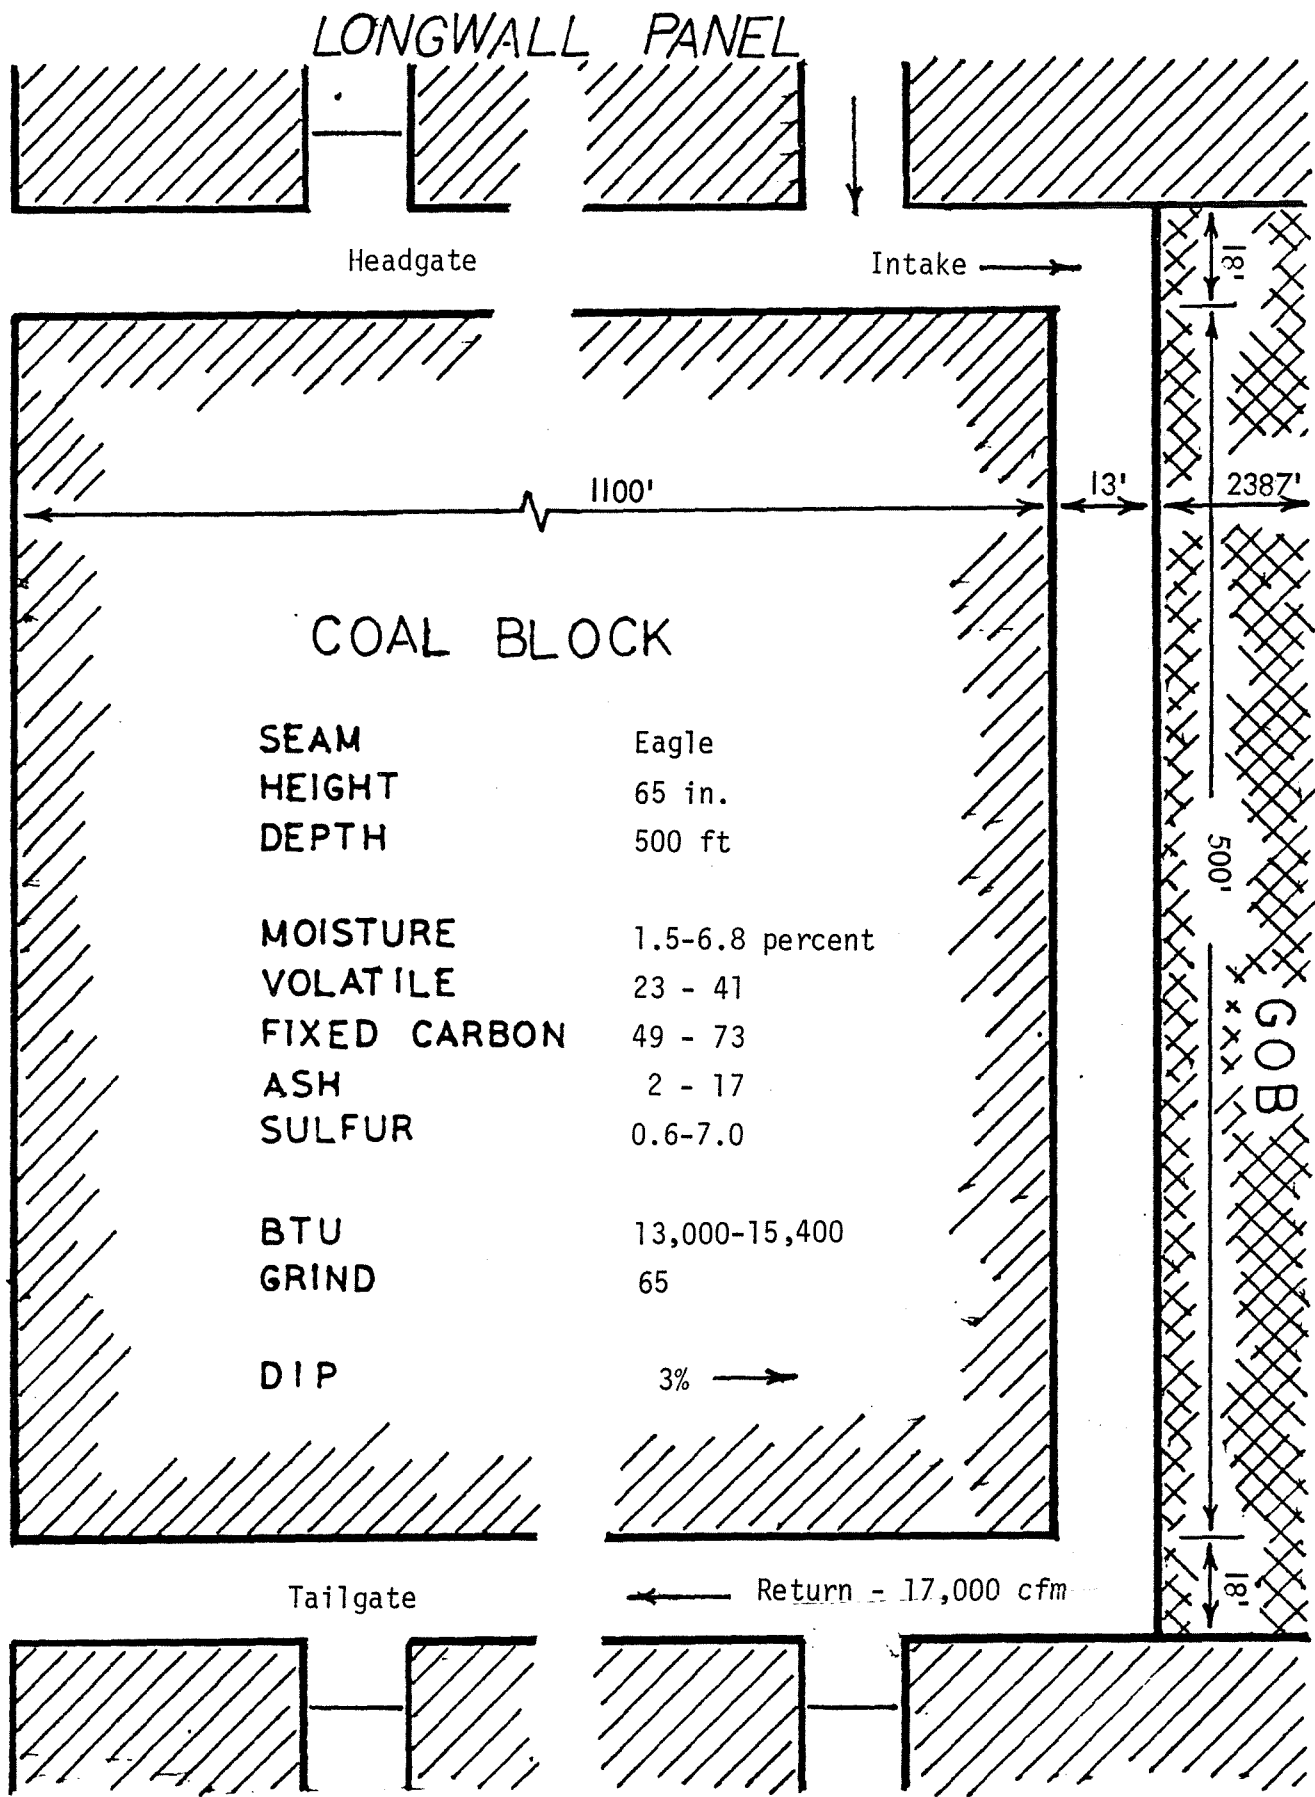 LONGWALL PANEL
Headgate
Intake
18'
1100'
13'
2387'
COAL BLOCK
SEAM Eagle
HEIGHT 65 in.
DEPTH 500 ft
500'
MOISTURE 1.5-6.8 percent
VOLATILE 23 - 41
FIXED CARBON 49 - 73
GOB
ASH 2 - 17
SULFUR 0.6-7.0
BTU 13,000-15,400
GRIND 65
DIP 3%
Tailgate
Return - 17,000 cfm
18'